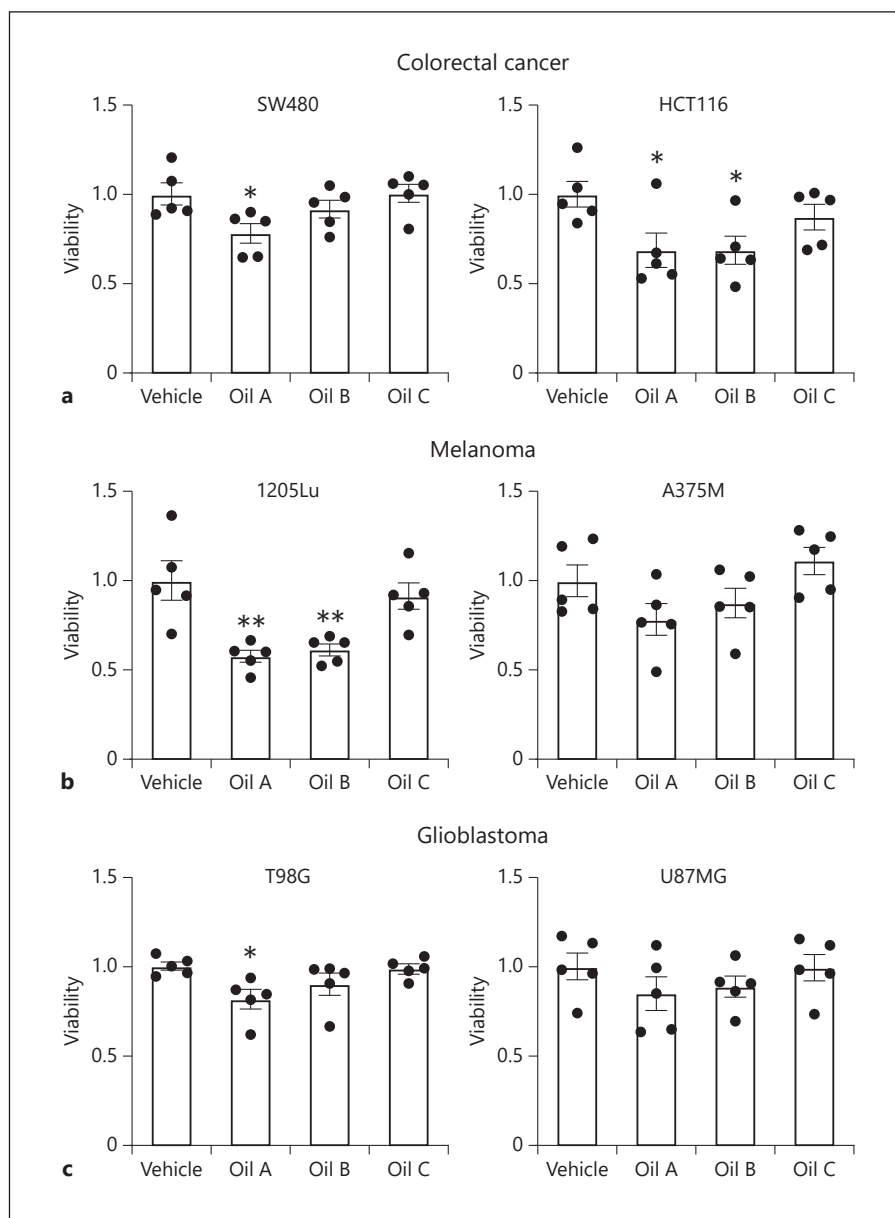 Colorectal cancer
SW480
HCT116
1.5
1.0
0.5
0
Viability
*
Vehicle Oil A Oil B Oil C
1.5
1.0
0.5
0
Viability
*
*
Vehicle Oil A Oil B Oil C
a
Melanoma
1205Lu
A375M
1.5
1.0
0.5
0
Viability
**
**
Vehicle Oil A Oil B Oil C
1.5
1.0
0.5
0
Viability
Vehicle Oil A Oil B Oil C
b
Glioblastoma
T98G
U87MG
1.5
1.0
0.5
0
Viability
*
Vehicle Oil A Oil B Oil C
1.5
1.0
0.5
0
Viability
Vehicle Oil A Oil B Oil C
c